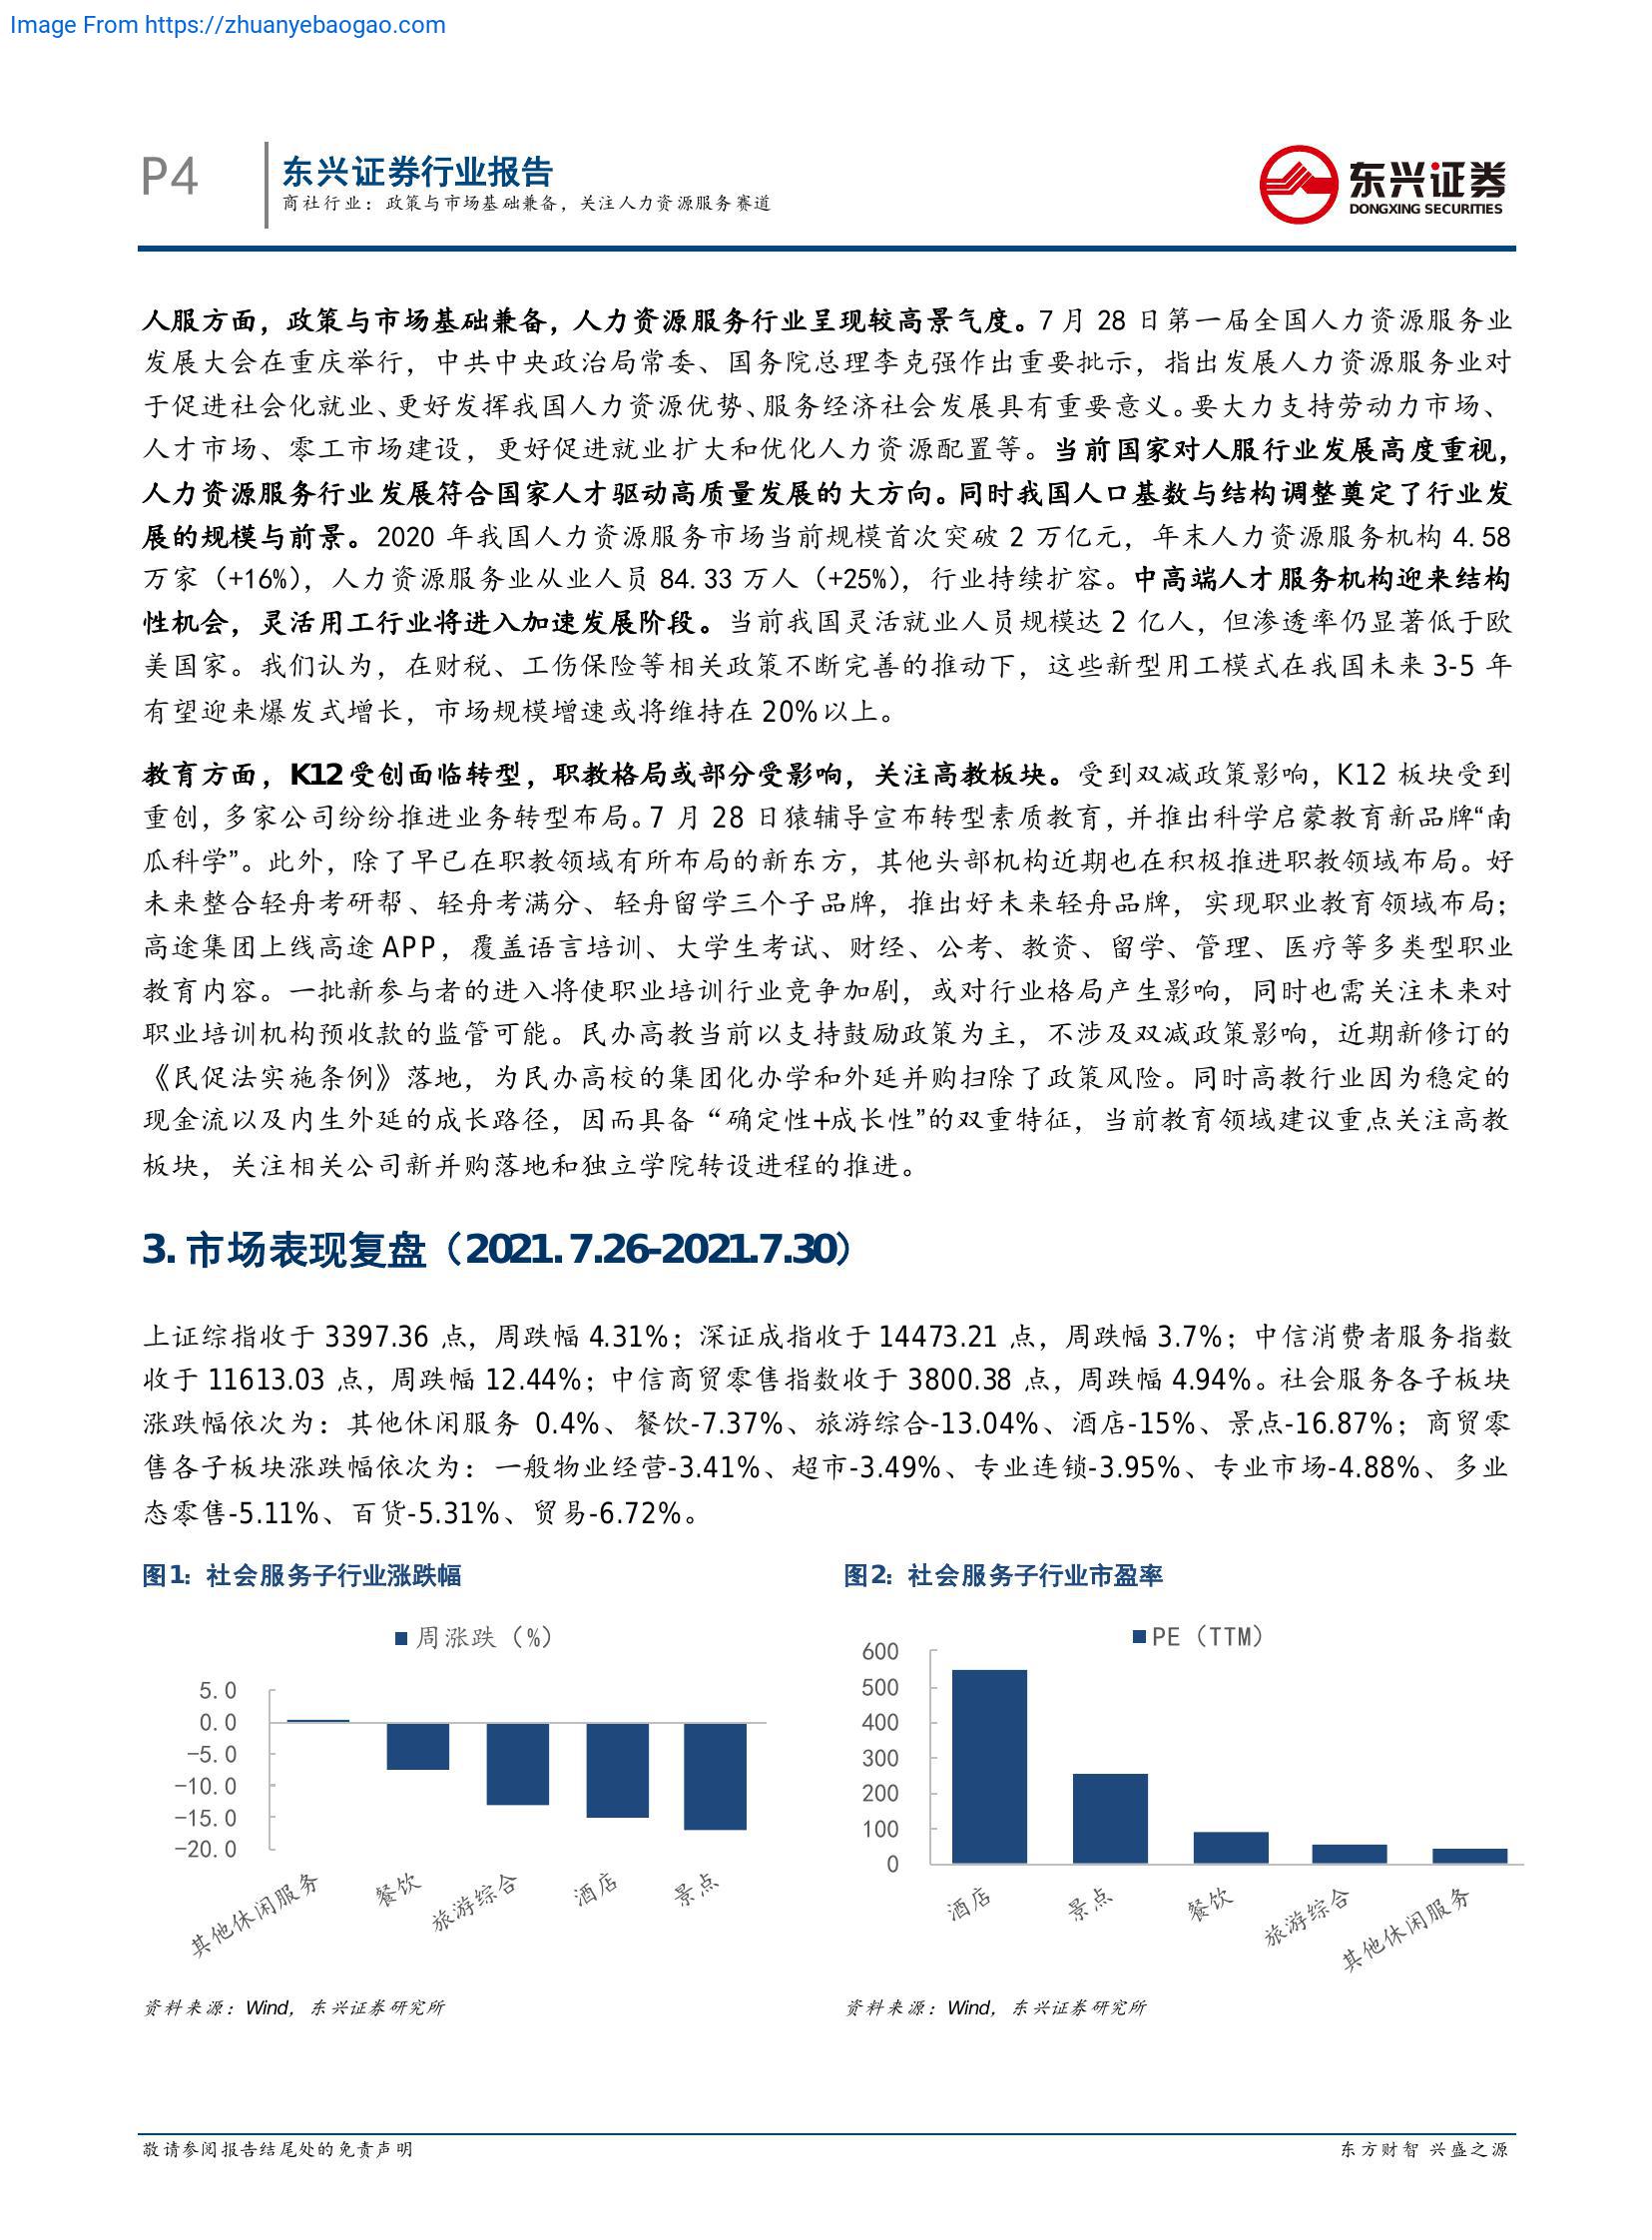 Image From https://zhuanyebaogao.com
P4
东兴证券行业报告
商社行业：政策与市场基础兼备，关注人力资源服务赛道
东兴证券
DONGXING SECURITIES
人服方面，政策与市场基础兼备，人力资源服务行业呈现较高景气度。7 月 28 日第一届全国人力资源服务业
发展大会在重庆举行，中共中央政治局常委、国务院总理李克强作出重要批示，指出发展人力资源服务业对
于促进社会化就业、更好发挥我国人力资源优势、服务经济社会发展具有重要意义。要大力支持劳动力市场、
人才市场、零工市场建设，更好促进就业扩大和优化人力资源配置等。当前国家对人服行业发展高度重视，
人力资源服务行业发展符合国家人才驱动高质量发展的大方向。同时我国人口基数与结构调整奠定了行业发
展的规模与前景。2020 年我国人力资源服务市场当前规模首次突破 2 万亿元，年末人力资源服务机构 4.58
万家（+16%），人力资源服务业从业人员 84.33 万人（+25%），行业持续扩容。中高端人才服务机构迎来结构
性机会，灵活用工行业将进入加速发展阶段。当前我国灵活就业人员规模达 2 亿人，但渗透率仍显著低于欧
美国家。我们认为，在财税、工伤保险等相关政策不断完善的推动下，这些新型用工模式在我国未来 3-5 年
有望迎来爆发式增长，市场规模增速或将维持在 20%以上。
教育方面，K12 受创面临转型，职教格局或部分受影响，关注高教板块。受到双减政策影响，K12 板块受到
重创，多家公司纷纷推进业务转型布局。7 月 28 日猿辅导宣布转型素质教育，并推出科学启蒙教育新品牌“南
瓜科学”。此外，除了早已在职教领域有所布局的新东方，其他头部机构近期也在积极推进职教领域布局。好
未来整合轻舟考研帮、轻舟考满分、轻舟留学三个子品牌，推出好未来轻舟品牌，实现职业教育领域布局；
高途集团上线高途 APP，覆盖语言培训、大学生考试、财经、公考、教资、留学、管理、医疗等多类型职业
教育内容。一批新参与者的进入将使职业培训行业竞争加剧，或对行业格局产生影响，同时也需关注未来对
职业培训机构预收款的监管可能。民办高教当前以支持鼓励政策为主，不涉及双减政策影响，近期新修订的
《民促法实施条例》落地，为民办高校的集团化办学和外延并购扫除了政策风险。同时高教行业因为稳定的
现金流以及内生外延的成长路径，因而具备“确定性+成长性”的双重特征，当前教育领域建议重点关注高教
板块，关注相关公司新并购落地和独立学院转设进程的推进。
3. 市场表现复盘（2021.7.26-2021.7.30）
上证综指收于 3397.36 点，周跌幅 4.31%；深证成指收于 14473.21 点，周跌幅 3.7%；中信消费者服务指数
收于 11613.03 点，周跌幅 12.44%；中信商贸零售指数收于 3800.38 点，周跌幅 4.94%。社会服务各子板块
涨跌幅依次为：其他休闲服务 0.4%、餐饮-7.37%、旅游综合-13.04%、酒店-15%、景点-16.87%；商贸零
售各子板块涨跌幅依次为：一般物业经营-3.41%、超市-3.49%、专业连锁-3.95%、专业市场-4.88%、多业
态零售-5.11%、百货-5.31%、贸易-6.72%。
图1：社会服务子行业涨跌幅
周涨跌（%）
5.0
0.0
-5.0
-10.0
-15.0
-20.0
其他休闲服务
餐饮
旅游综合
酒店
景点
资料来源：Wind，东兴证券研究所
图2：社会服务子行业市盈率
PE（TTM）
600
500
400
300
200
100
0
酒店
景点
餐饮
旅游综合
其他休闲服务
资料来源：Wind，东兴证券研究所
敬请参阅报告结尾处的免责声明
东方财智 兴盛之源